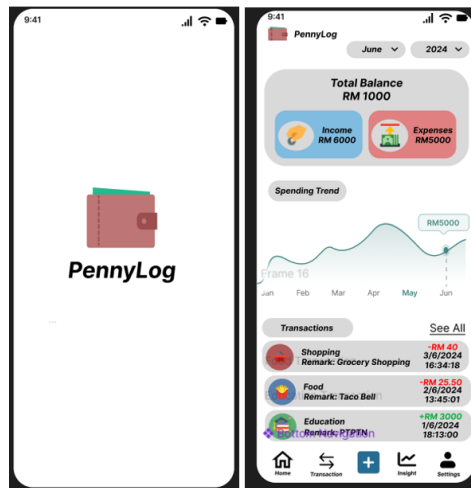 9:41
PennyLog
9:41
PennyLog
June
2024
Total Balance
RM 1000
Income
RM 6000
Expenses
RM5000
Spending Trend
RM5000
Frame 16
Jun
Feb
Mar
Apr
May
Jun
Transactions
See All
Shopping
Remark: Grocery Shopping
-RM 40
3/6/2024
16:34:18
Food
Remark: Taco Bell
-RM 25.50
2/6/2024
13:45:01
Education
Remark: PTPTN
+RM 3000
1/6/2024
18:13:00
Bottom Navigation
Home
Transaction
Insight
Settings